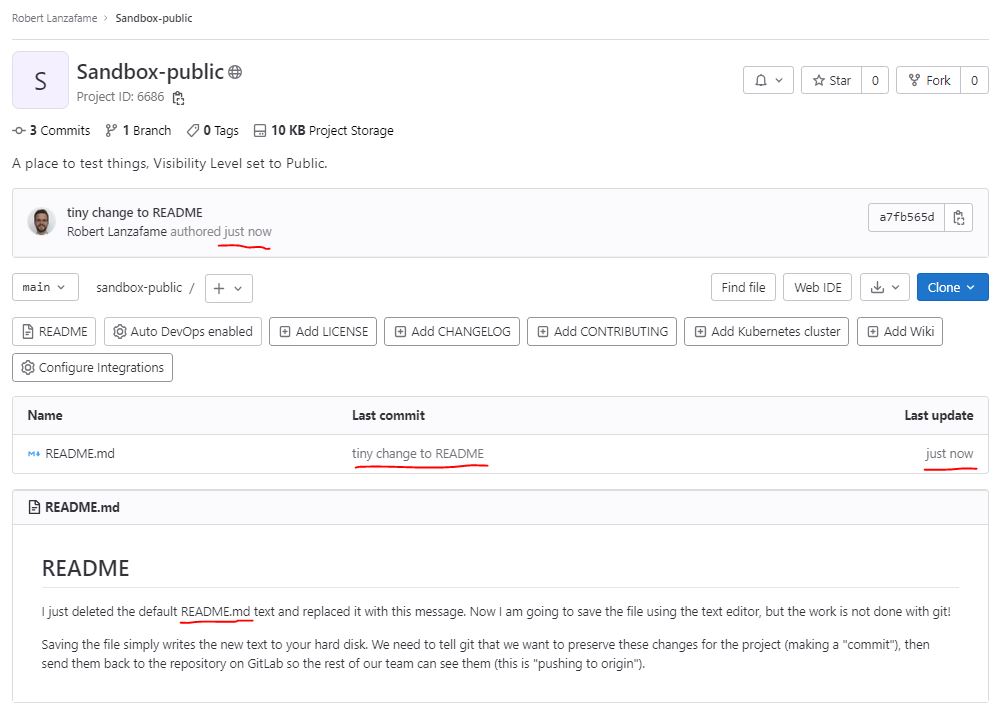 Robert Lanzafame > Sandbox-public
S
Sandbox-public
Project ID: 6686
Star 0
Fork 0
3 Commits 1 Branch 0 Tags 10 KB Project Storage
A place to test things, Visibility Level set to Public.
tiny change to README
Robert Lanzafame authored just now
a7fb565d
main sandbox-public / + Find file Web IDE Clone
README Auto DevOps enabled Add LICENSE Add CHANGELOG Add CONTRIBUTING Add Kubernetes cluster Add Wiki
Configure Integrations
Name Last commit Last update
README.md tiny change to README just now
README.md
README
I just deleted the default README.md text and replaced it with this message. Now I am going to save the file using the text editor, but the work is not done with git!
Saving the file simply writes the new text to your hard disk. We need to tell git that we want to preserve these changes for the project (making a "commit"), then
send them back to the repository on GitLab so the rest of our team can see them (this is "pushing to origin").